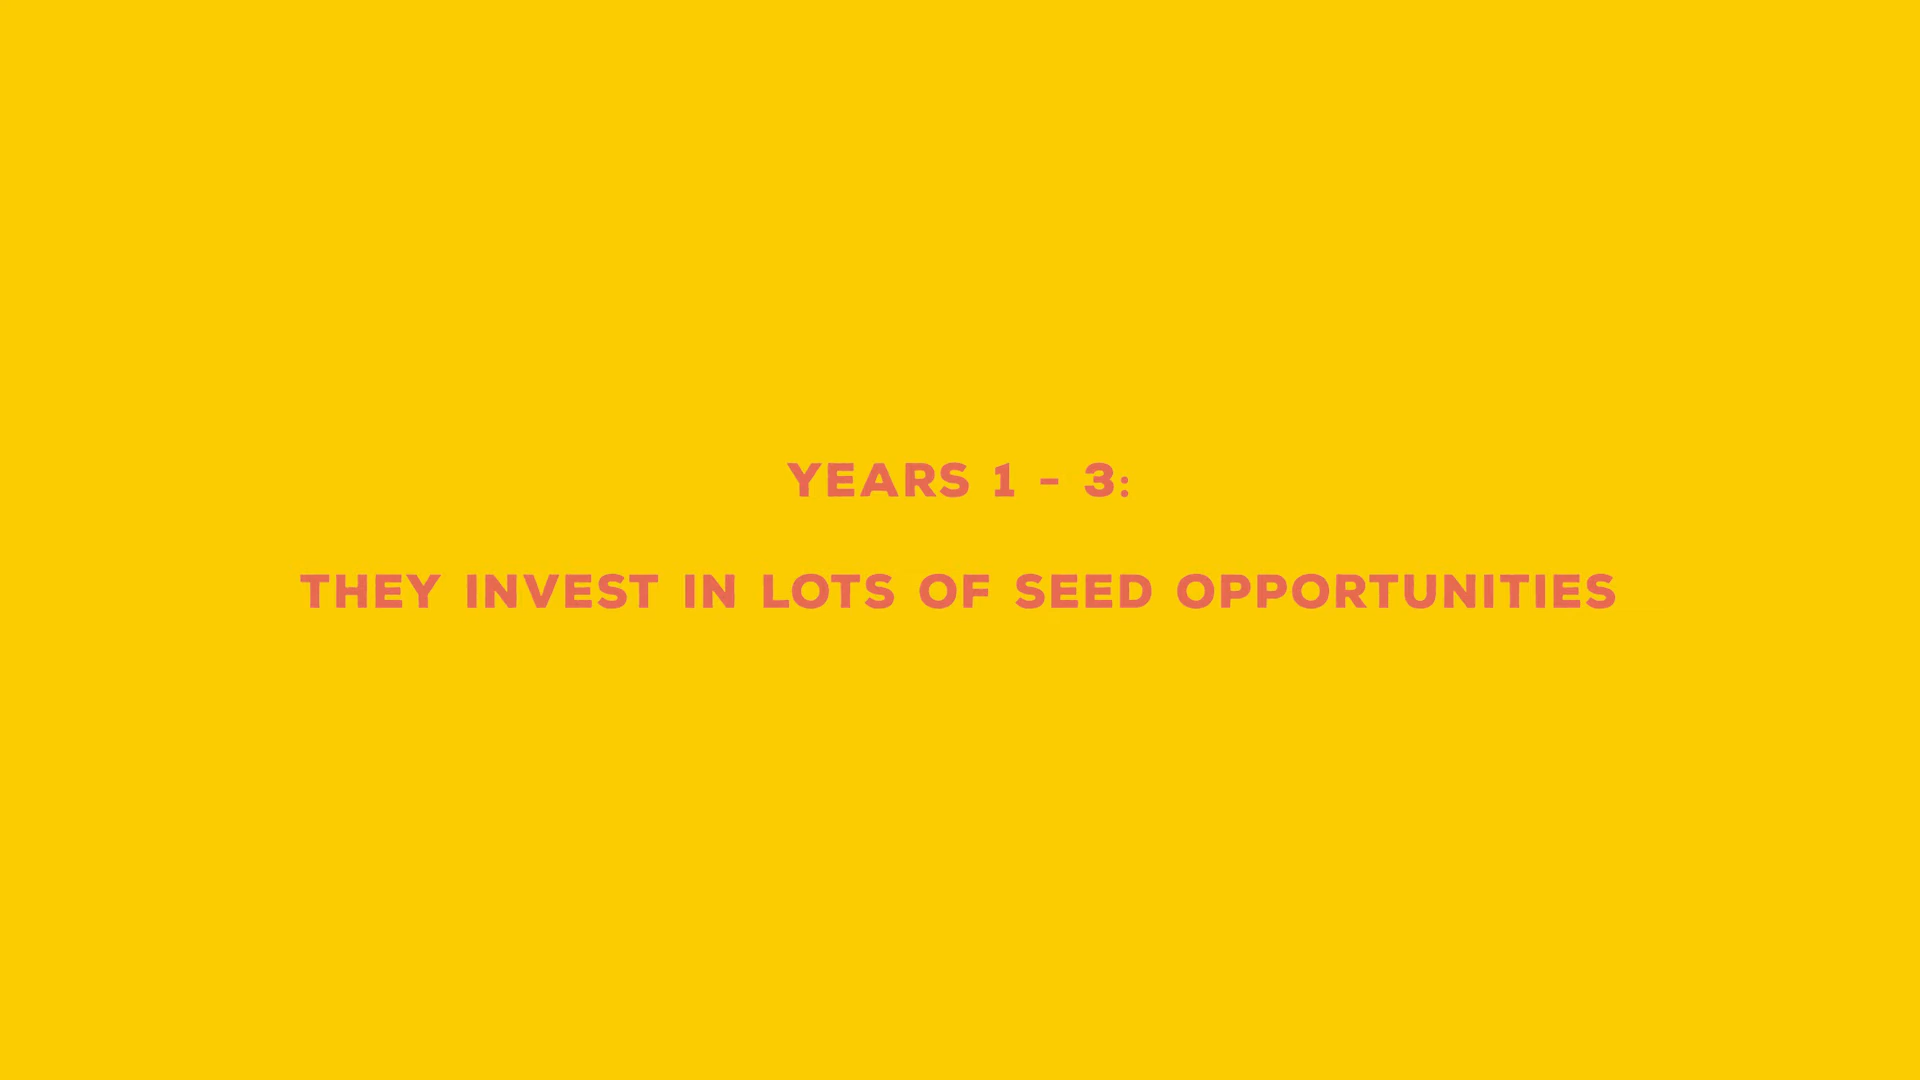 YEARS 1 - 3:
THEY INVEST IN LOTS OF SEED OPPORTUNITIES